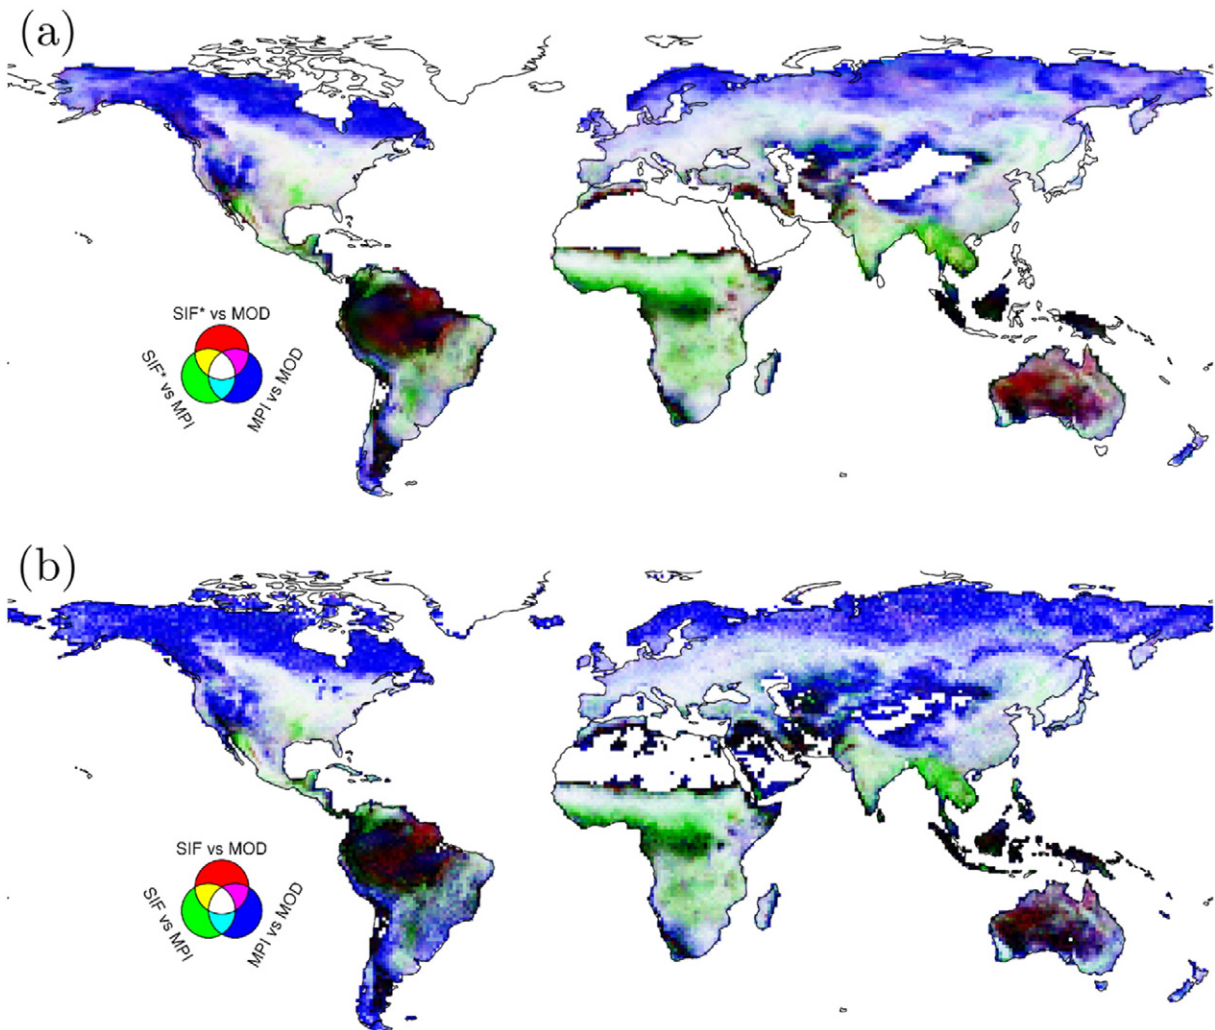 (a)
SIF* vs MOD
SIF* vs MPI
MPI vs MOD
(b)
SIF vs MOD
SIF vs MPI
MPI vs MOD